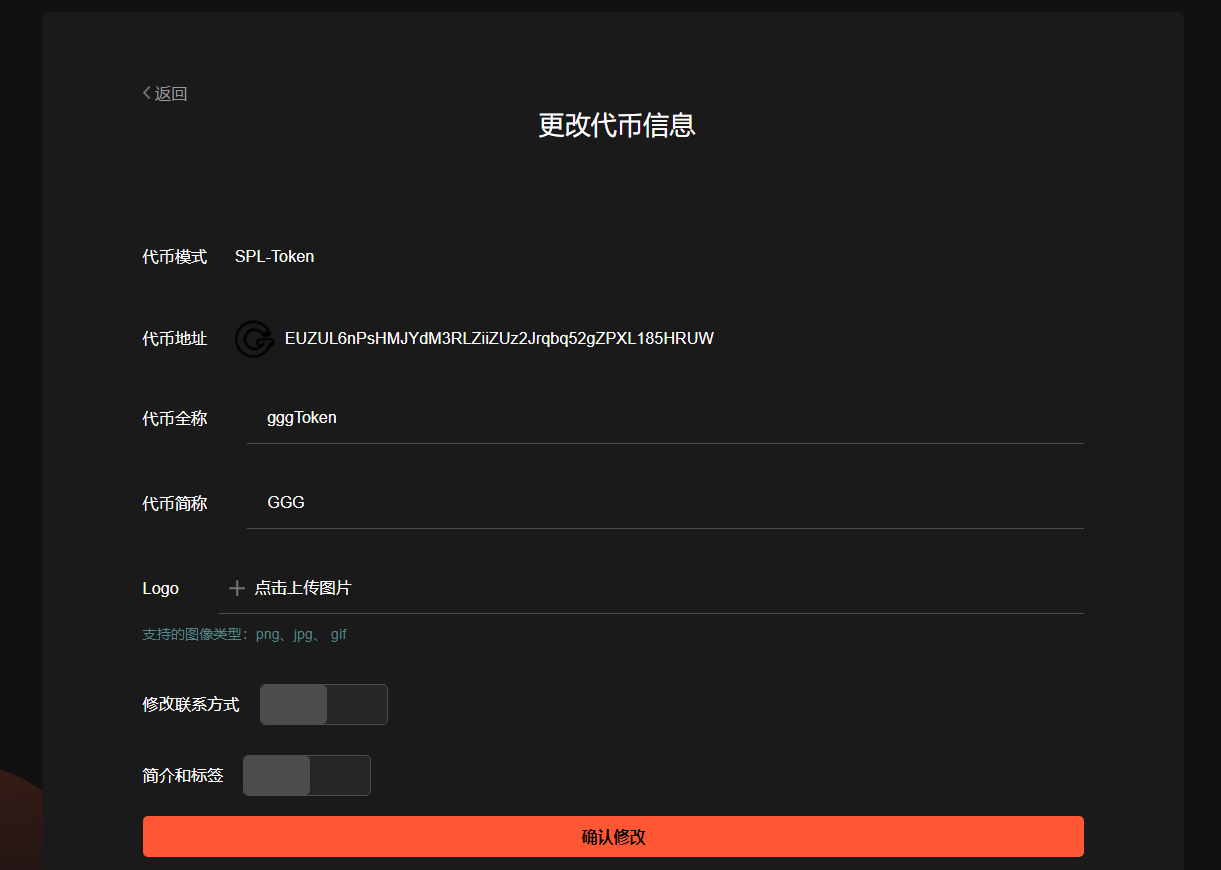 返回
更改代币信息
代币模式 SPL-Token
代币地址 EUZUL6nPsHMJYdM3RLZiiZUz2Jrqbq52gZPXL185HRUW
代币全称 gggToken
代币简称 GGG
Logo 点击上传图片
支持的图像类型：png、jpg、 gif
修改联系方式
简介和标签
确认修改